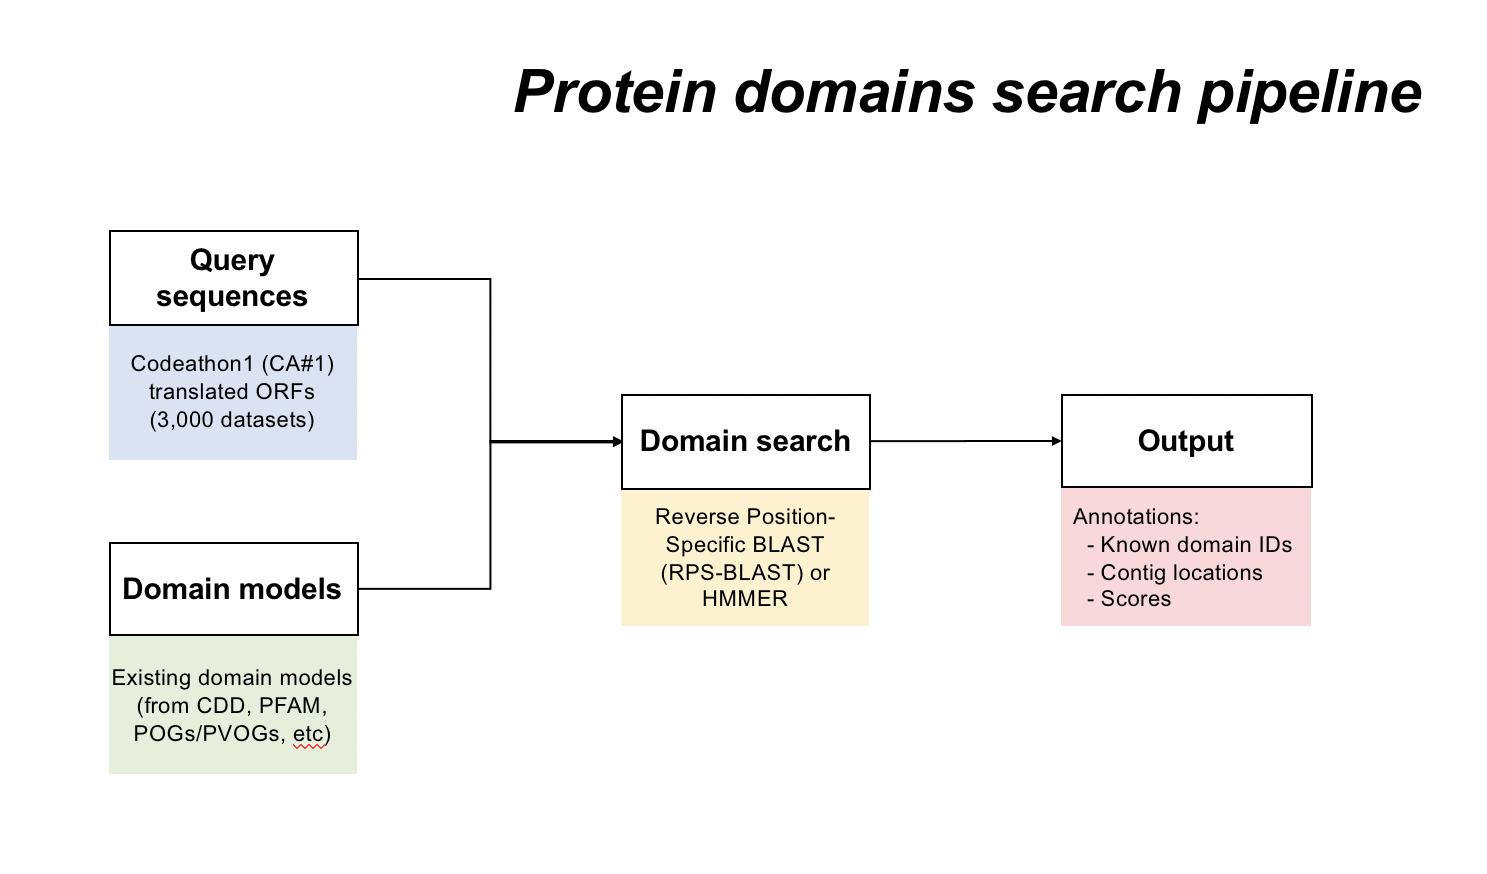 Protein domains search pipeline
Query
sequences
Codeathon1 (CA#1)
translated ORFs
(3,000 datasets)
Domain models
Existing domain models
(from CDD, PFAM,
POGs/PVOGs, etc)
Domain search
Reverse Position-
Specific BLAST
(RPS-BLAST) or
HMMER
Output
Annotations:
- Known domain IDs
- Contig locations
- Scores